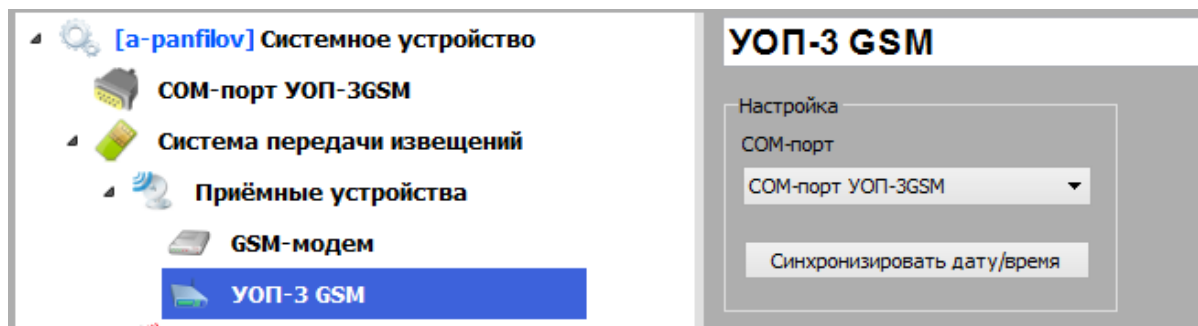 [a-panfilov] Системное устройство
COM-порт УОП-3GSM
Система передачи извещений
Приёмные устройства
GSM-модем
УОП-3 GSM
УОП-3 GSM
Настройка
COM-порт
COM-порт УОП-3GSM
Синхронизировать дату/время